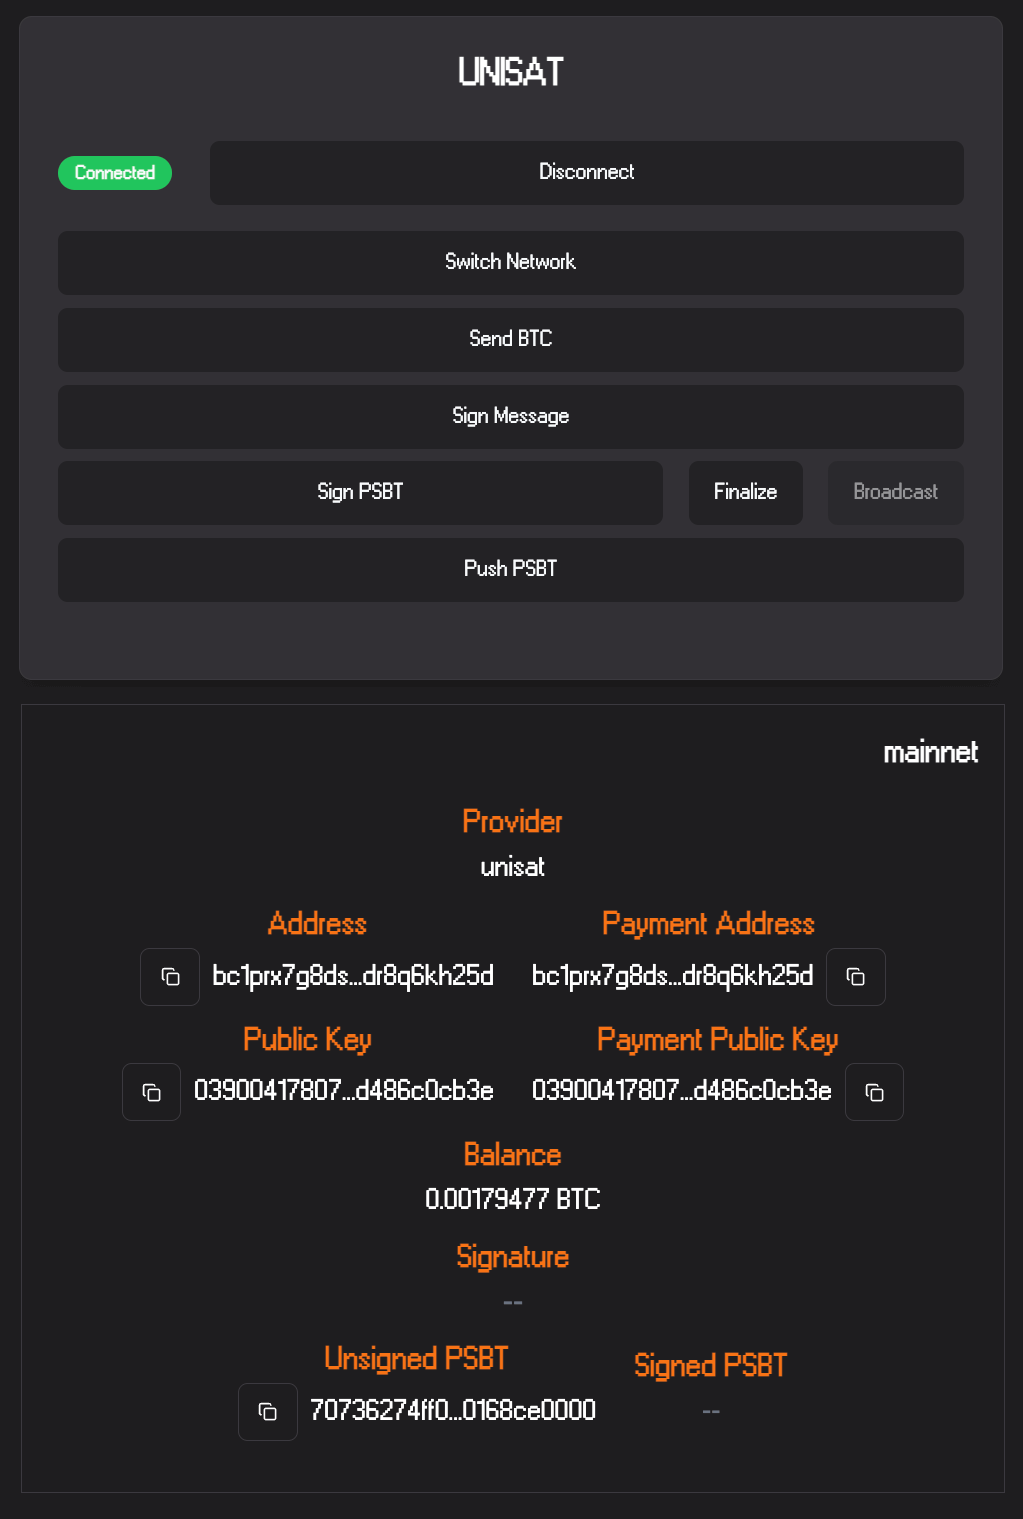 UNISAT
Connected
Disconnect
Switch Network
Send BTC
Sign Message
Sign PSBT
Finalize
Broadcast
Push PSBT
mainnet
Provider
unisat
Address
Payment Address
bc1prx7g8ds...dr8q6kh25d
bc1prx7g8ds...dr8q6kh25d
Public Key
Payment Public Key
03900417807...d486c0cb3e
03900417807...d486c0cb3e
Balance
0.00179477 BTC
Signature
--
Unsigned PSBT
Signed PSBT
70736274ff0...0168ce0000
--